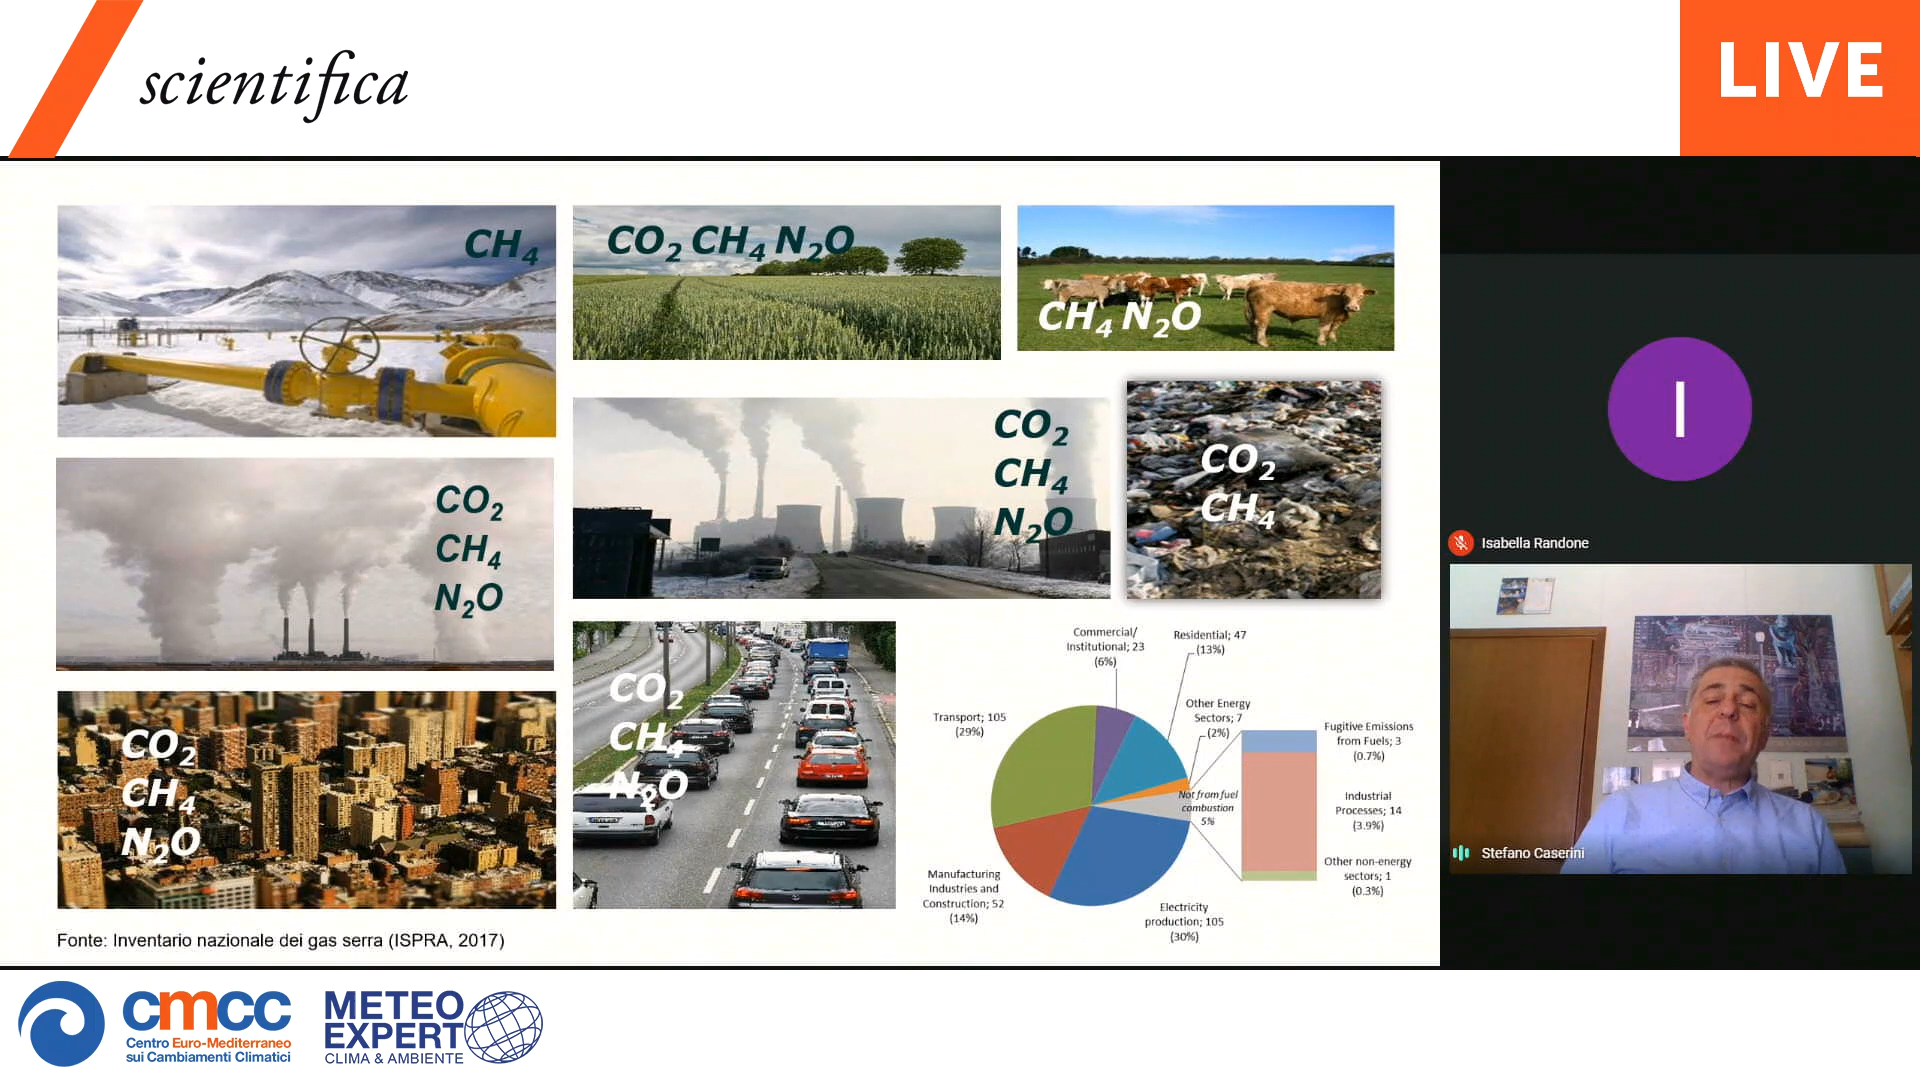 scientifica
LIVE
CH₄
CO₂ CH₄ N₂O
CH₄ N₂O
CO₂
CH₄
N₂O
CO₂
CH₄
N₂O
CO₂
CH₄
CO₂
CH₄
N₂O
CO₂
CH₄
N₂O
Commercial/
Institutional; 23
(6%)
Residential; 47
(13%)
Other Energy
Sectors; 7
(2%)
Transport; 105
(29%)
Fugitive Emissions
from Fuels; 3
(0.7%)
Not from fuel
combustion
5%
Industrial
Processes; 14
(3.9%)
Other non-energy
sectors; 1
(0.3%)
Manufacturing
Industries and
Construction; 52
(14%)
Electricity
production; 105
(30%)
Fonte: Inventario nazionale dei gas serra (ISPRA, 2017)
I
Isabella Randone
Stefano Caserini
cmcc
Centro Euro-Mediterraneo
sui Cambiamenti Climatici
METEO
EXPERT
CLIMA & AMBIENTE